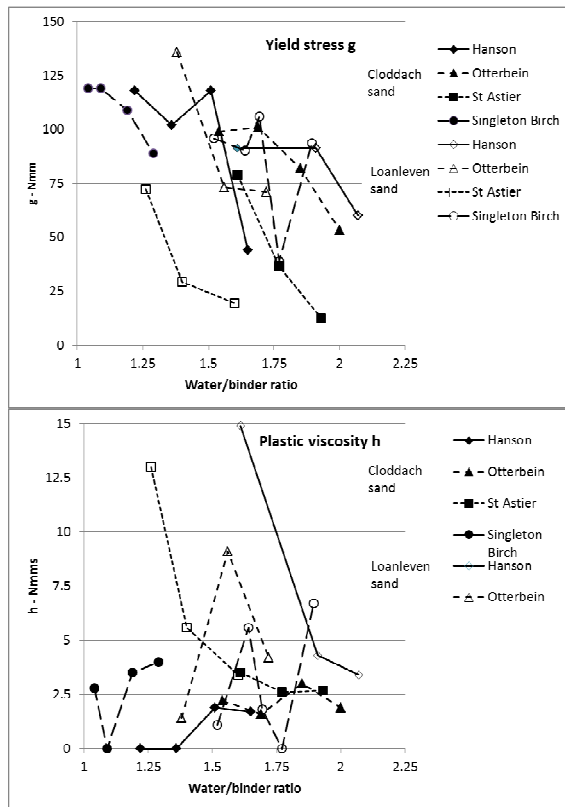 Yield stress g
150
125
100
75
50
25
0
g - Nmm
1
1.25
1.5
1.75
2
2.25
Water/binder ratio
Cloddach
sand
Loanleven
sand
Hanson
Otterbein
St Astier
Singleton Birch
Hanson
Otterbein
St Astier
Singleton Birch
Plastic viscosity h
15
12.5
10
7.5
5
2.5
0
h - Nmms
1
1.25
1.5
1.75
2
2.25
Water/binder ratio
Cloddach
sand
Loanleven
sand
Hanson
Otterbein
St Astier
Singleton
Birch
Hanson
Otterbein